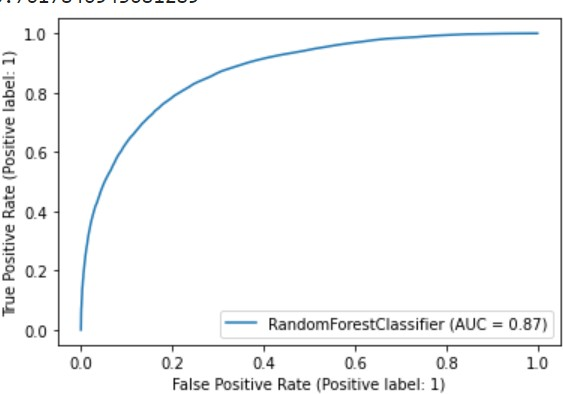 1.0
0.8
0.6
0.4
0.2
0.0
True Positive Rate (Positive label: 1)
RandomForestClassifier (AUC = 0.87)
0.0 0.2 0.4 0.6 0.8 1.0
False Positive Rate (Positive label: 1)